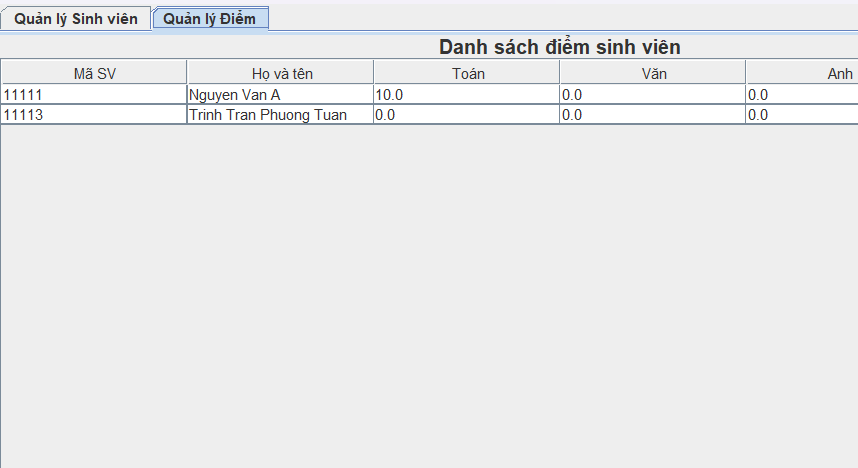 Quản lý Sinh viên Quản lý Điểm
Danh sách điểm sinh viên
Mã SV Họ và tên Toán Văn Anh
11111 Nguyen Van A 10.0 0.0 0.0
11113 Trinh Tran Phuong Tuan 0.0 0.0 0.0